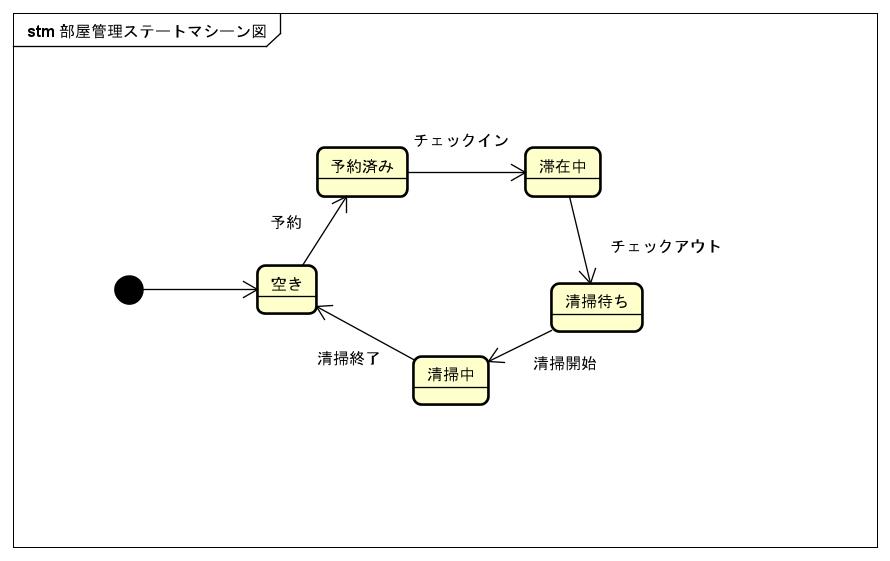 stm 部屋管理ステートマシーン図
チェックイン
予約済み
滞在中
予約
チェックアウト
空き
清掃待ち
清掃終了
清掃開始
清掃中